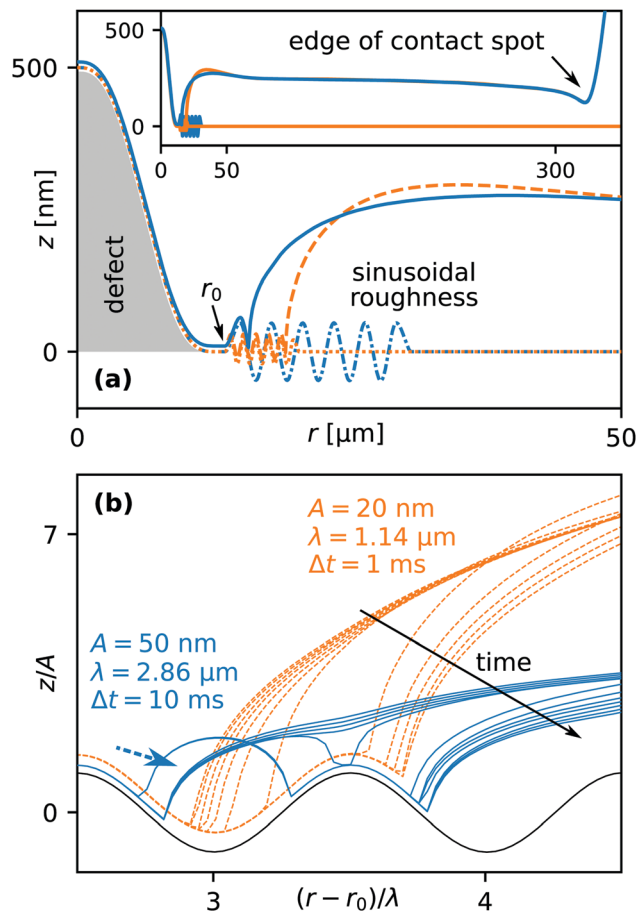 500
edge of contact spot
0
50
300
0
500
z [nm]
defect
r₀
sinusoidal
roughness
0
(a)
0
r [μm]
50
(b)
A = 20 nm
λ = 1.14 μm
Δt = 1 ms
7
A = 50 nm
λ = 2.86 μm
Δt = 10 ms
time
z/A
0
3
(r − r₀)/λ
4